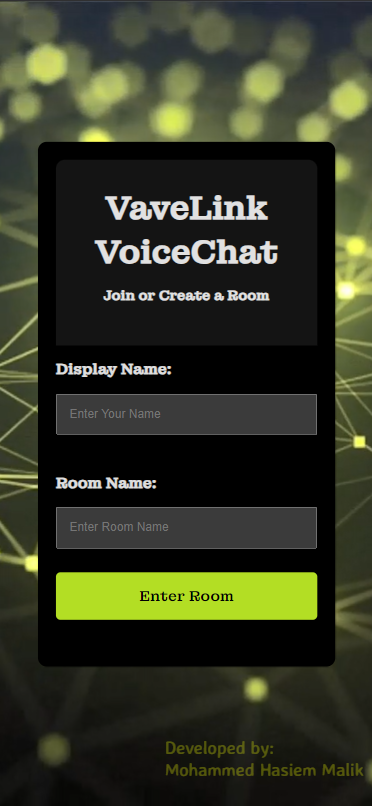 VaveLink
VoiceChat
Join or Create a Room
Display Name:
Enter Your Name
Room Name:
Enter Room Name
Enter Room
Developed by:
Mohammed Hasiem Malik